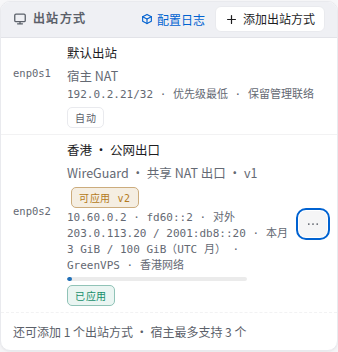 出站方式
配置日志
+ 添加出站方式
enp0s1
默认出站
宿主 NAT
192.0.2.21/32 · 优先级最低 · 保留管理联络
自动
enp0s2
香港 · 公网出口
WireGuard · 共享 NAT 出口 · v1
可应用 v2
10.60.0.2 · fd60::2 · 对外
203.0.113.20 / 2001:db8::20 · 本月
3 GiB / 100 GiB（UTC 月） ·
GreenVPS · 香港网络
已应用
···
还可添加 1 个出站方式 · 宿主最多支持 3 个